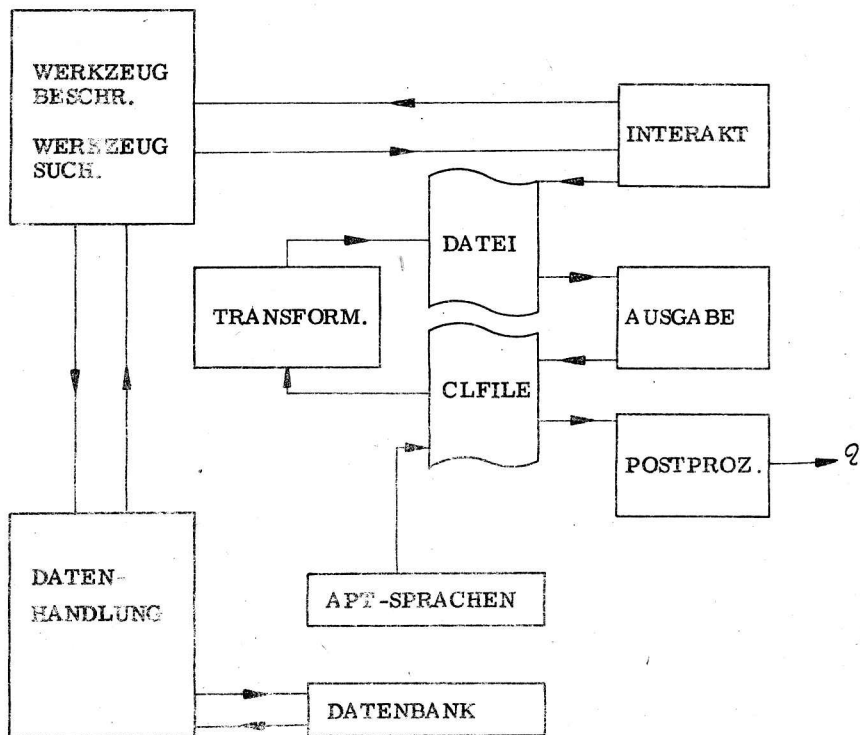 WERKZEUG
BESCHR.
WERKZEUG
SUCH.
INTERAKT
DATEI
TRANSFORM.
AUSGABE
CLFILE
POSTPROZ.
DATEN-
HANDLUNG
APT-SPRACHEN
DATENBANK